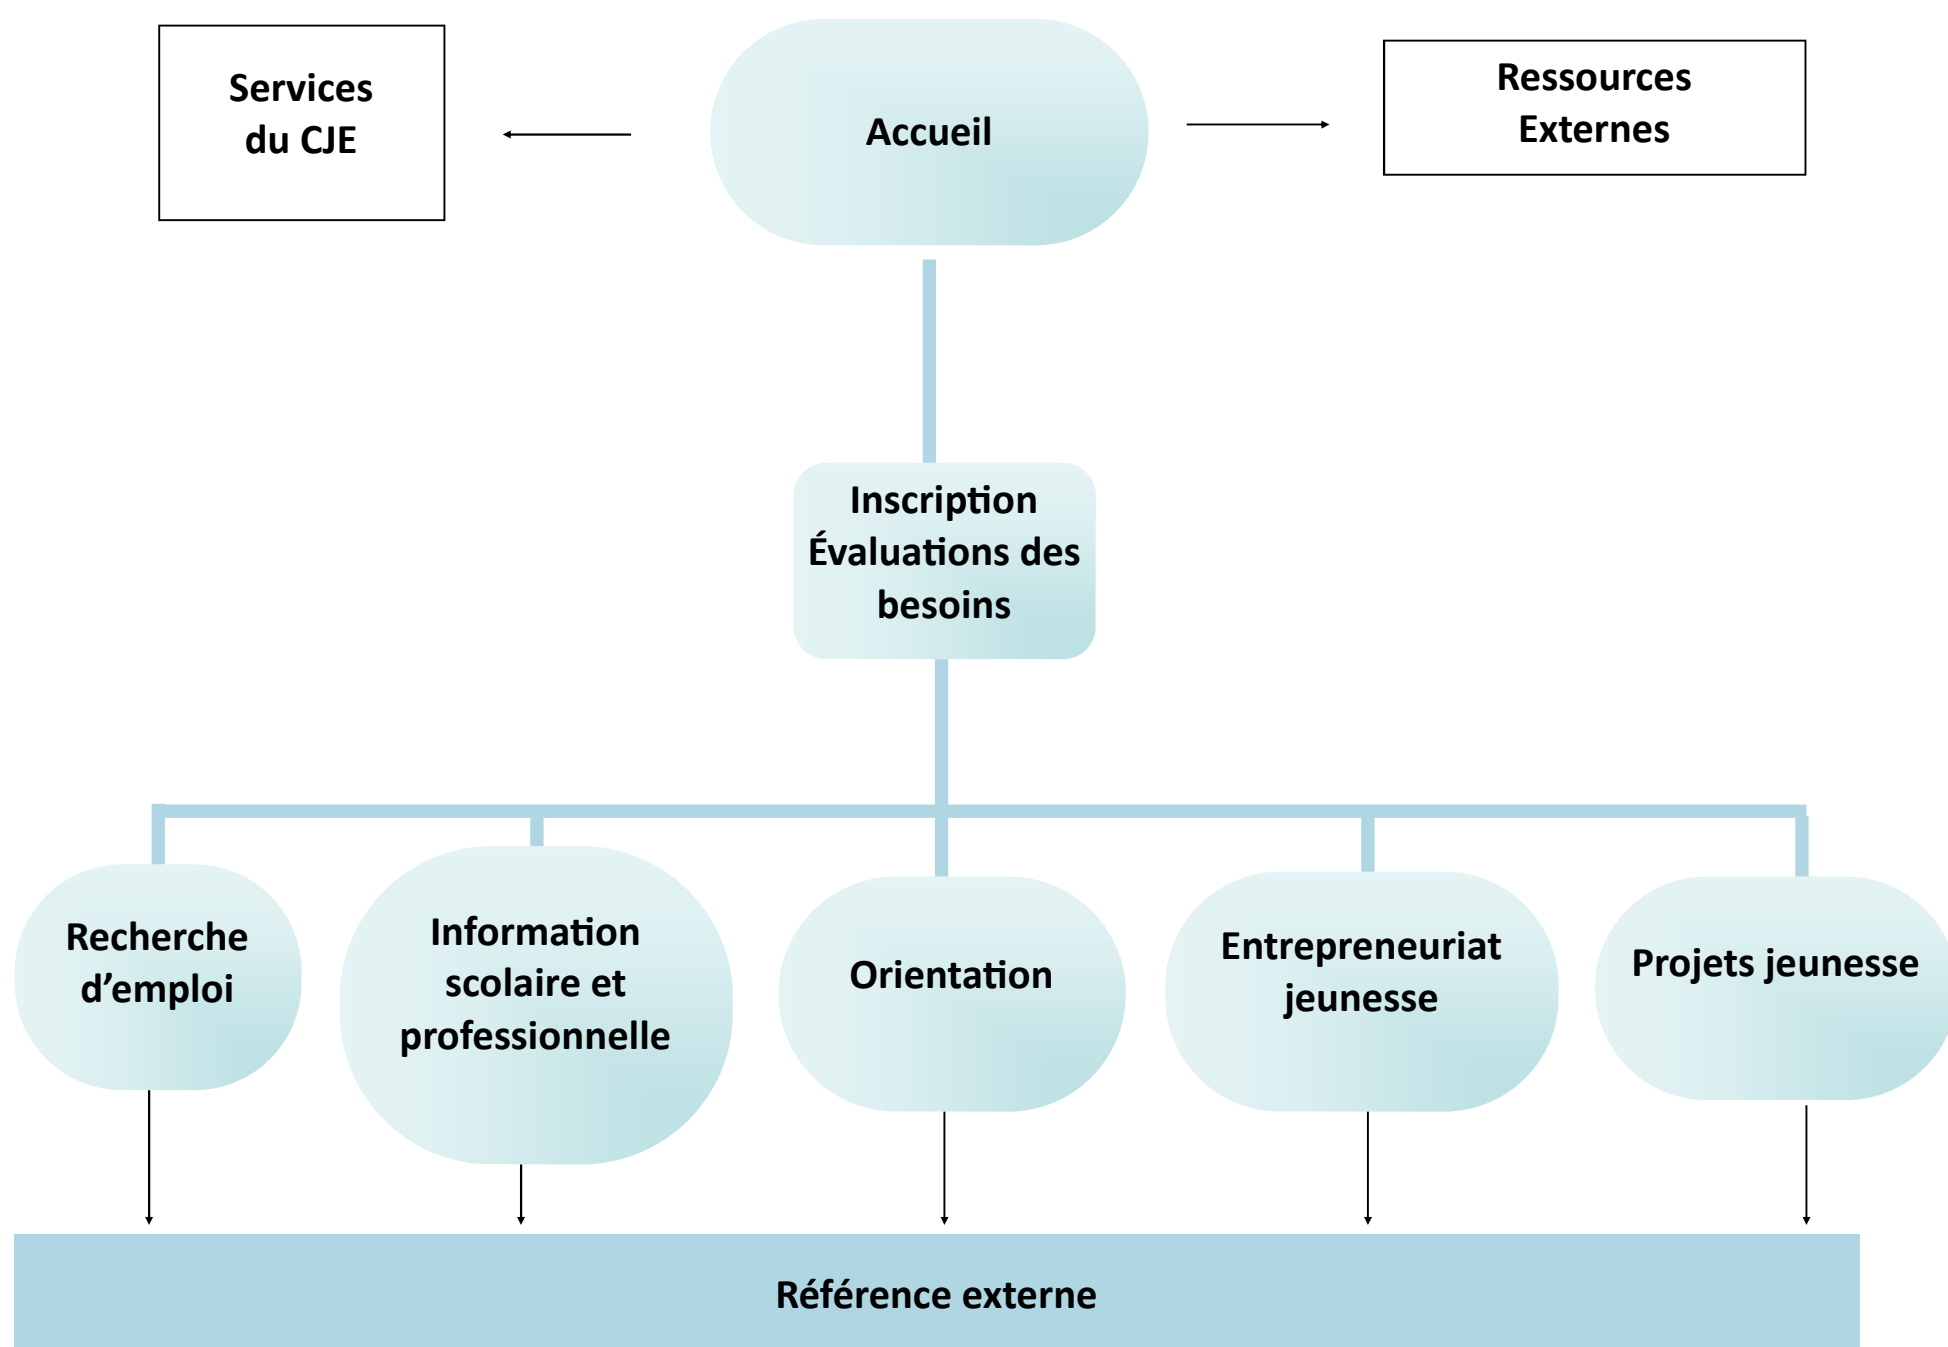 Services
du CJE
Accueil
Ressources
Externes
Inscription
Évaluations des
besoins
Recherche
d’emploi
Information
scolaire et
professionnelle
Orientation
Entrepreneuriat
jeunesse
Projets jeunesse
Référence externe